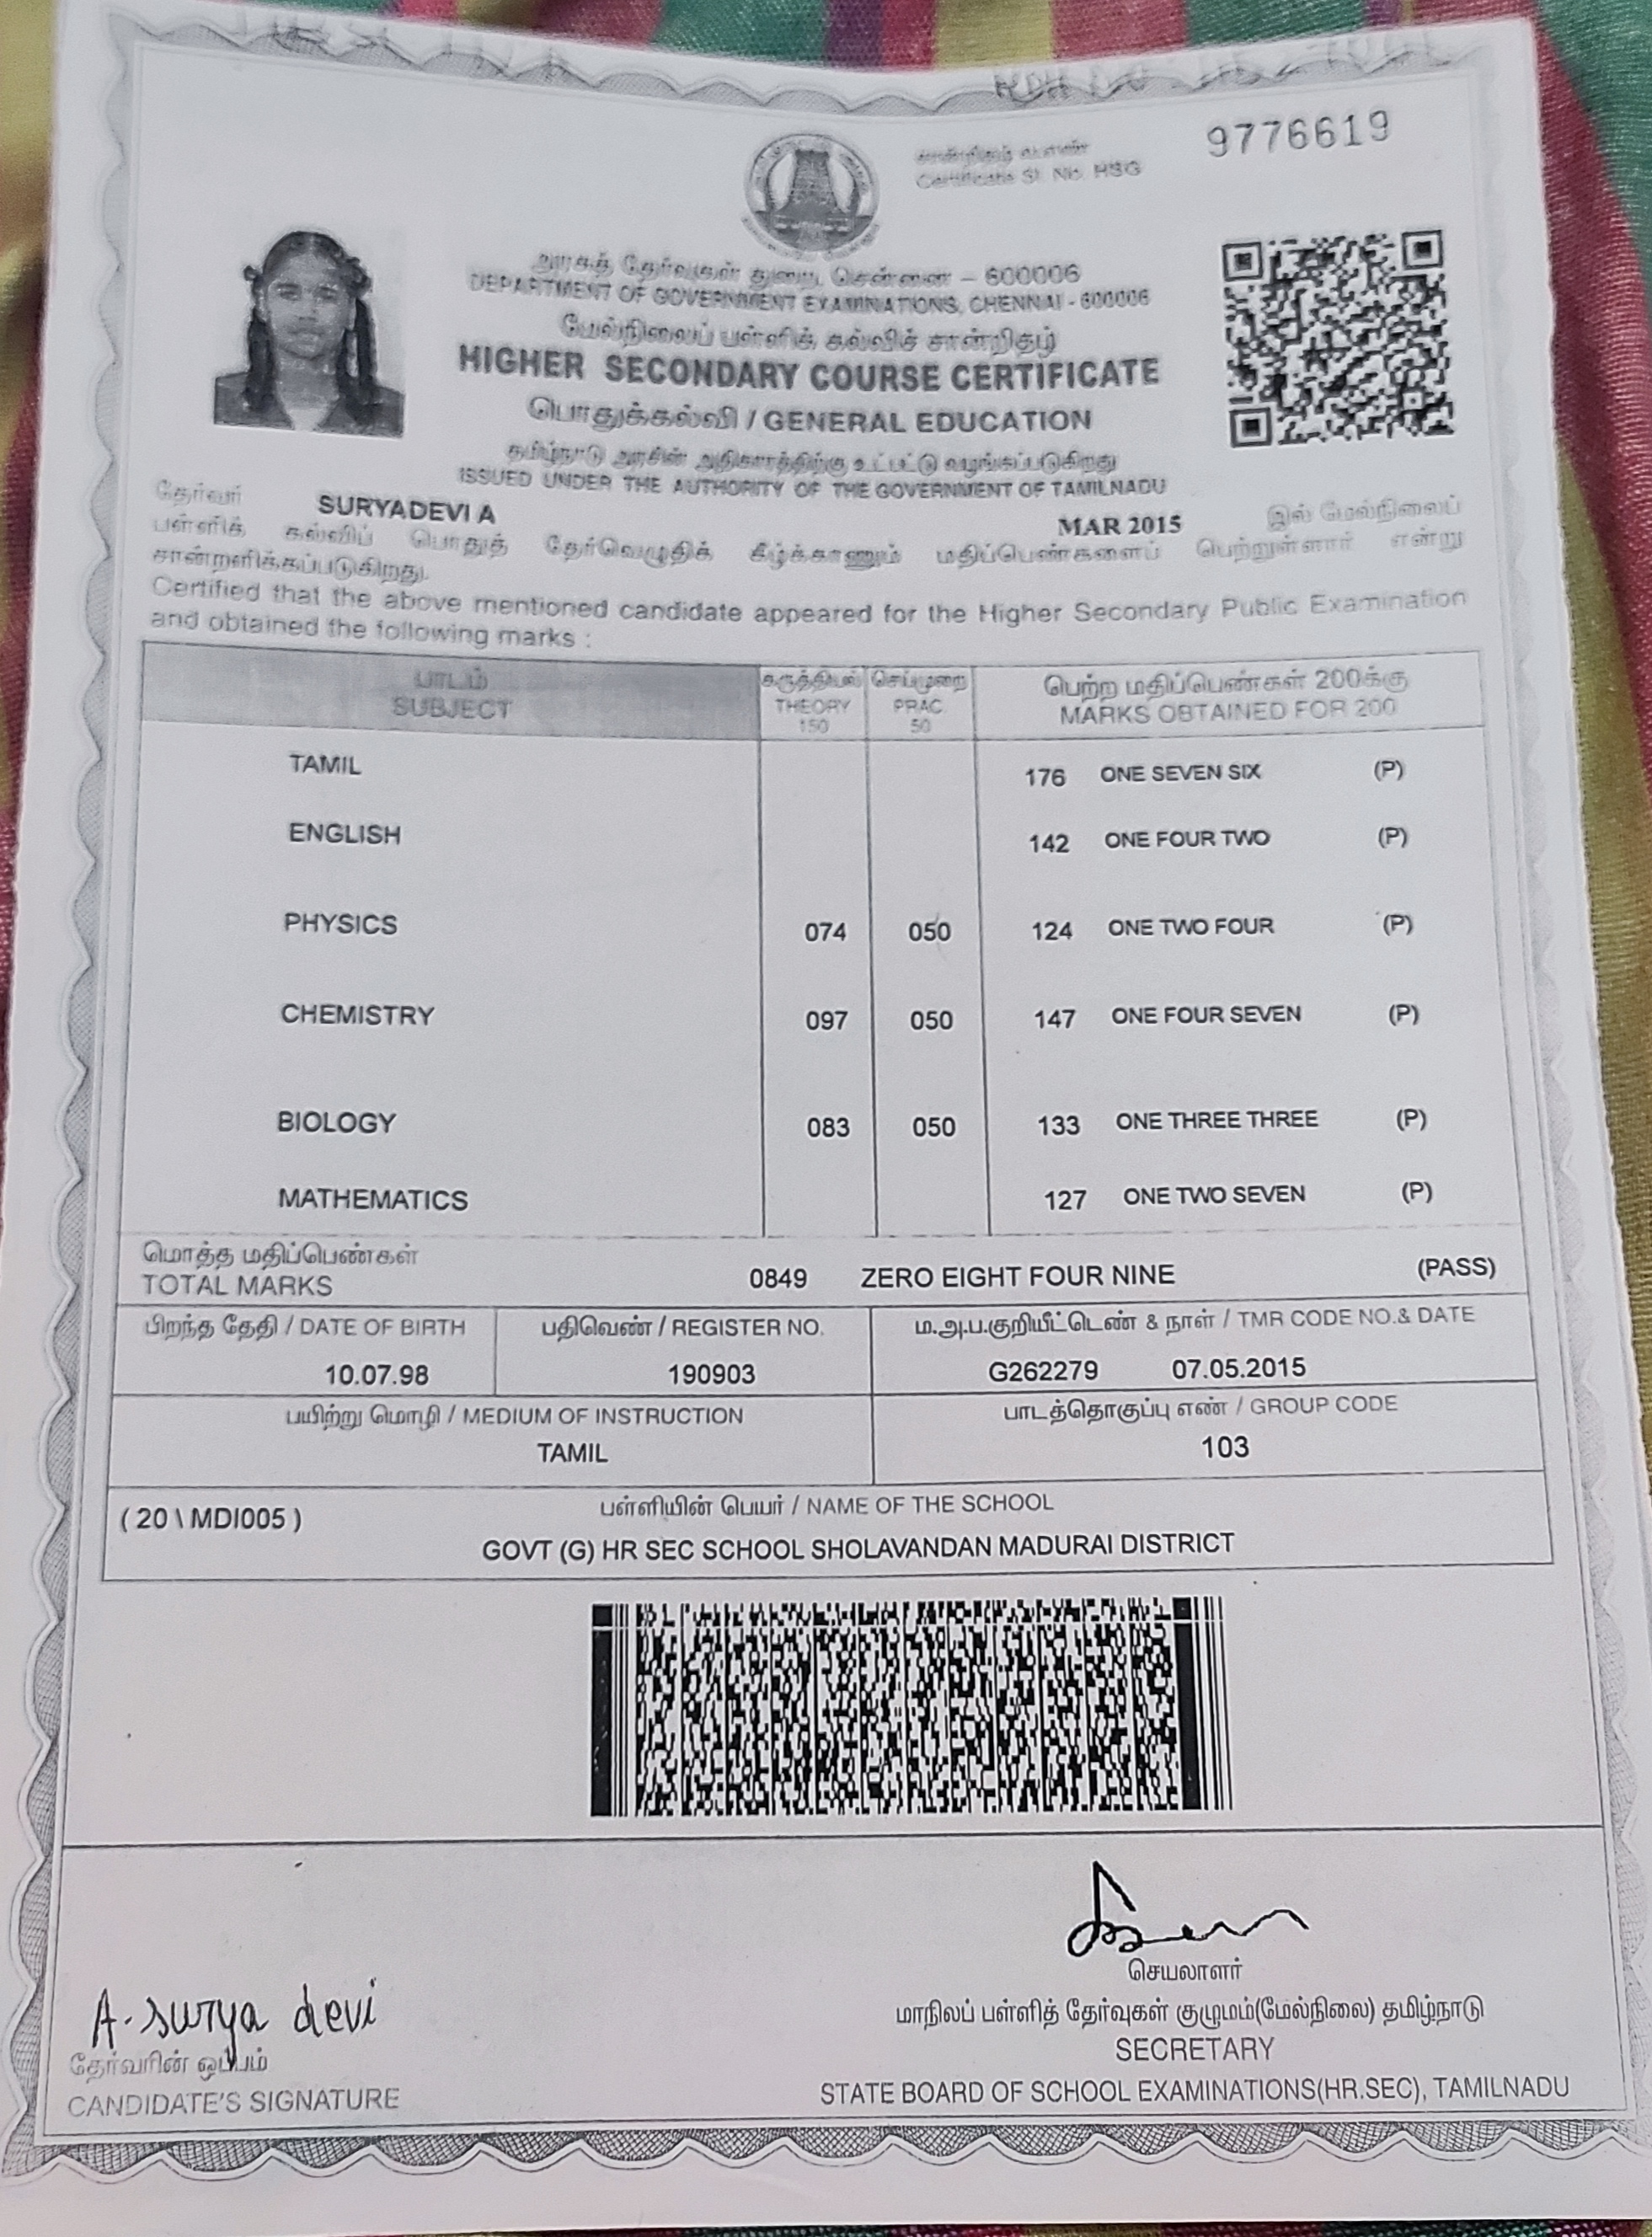 9776619
சான்றிதழ் வ.எண்
Certificate Sl. No. HSG
அரசுத் தேர்வுகள் துறை, சென்னை – 600006
DEPARTMENT OF GOVERNMENT EXAMINATIONS, CHENNAI - 600006
மேல்நிலைப் பள்ளிக் கல்விச் சான்றிதழ்
HIGHER SECONDARY COURSE CERTIFICATE
பொதுக்கல்வி / GENERAL EDUCATION
தமிழ்நாடு அரசின் அதிகாரத்திற்கு உட்பட்டு வழங்கப்படுகிறது
ISSUED UNDER THE AUTHORITY OF THE GOVERNMENT OF TAMILNADU
தேர்வர் SURYADEVI A MAR 2015 இல் மேல்நிலைப்
பள்ளிக் கல்விப் பொதுத் தேர்வெழுதிக் கீழ்க்காணும் மதிப்பெண்களைப் பெற்றுள்ளார் என்று
சான்றளிக்கப்படுகிறது.
Certified that the above mentioned candidate appeared for the Higher Secondary Public Examination
and obtained the following marks :
பாடம் கருத்தியல் செய்முறை பெற்ற மதிப்பெண்கள் 200க்கு
SUBJECT THEORY PRAC. MARKS OBTAINED FOR 200
150 50
TAMIL 176 ONE SEVEN SIX (P)
ENGLISH 142 ONE FOUR TWO (P)
PHYSICS 074 050 124 ONE TWO FOUR (P)
CHEMISTRY 097 050 147 ONE FOUR SEVEN (P)
BIOLOGY 083 050 133 ONE THREE THREE (P)
MATHEMATICS 127 ONE TWO SEVEN (P)
மொத்த மதிப்பெண்கள்
TOTAL MARKS 0849 ZERO EIGHT FOUR NINE (PASS)
பிறந்த தேதி / DATE OF BIRTH பதிவெண் / REGISTER NO. ம.அ.ப.குறியீட்டெண் & நாள் / TMR CODE NO.& DATE
10.07.98 190903 G262279 07.05.2015
பயிற்று மொழி / MEDIUM OF INSTRUCTION பாடத்தொகுப்பு எண் / GROUP CODE
TAMIL 103
பள்ளியின் பெயர் / NAME OF THE SCHOOL
( 20 \ MDI005 )
GOVT (G) HR SEC SCHOOL SHOLAVANDAN MADURAI DISTRICT
செயலாளர்
A. surya devi
மாநிலப் பள்ளித் தேர்வுகள் குழுமம்(மேல்நிலை) தமிழ்நாடு
தேர்வரின் ஒப்பம்
SECRETARY
CANDIDATE'S SIGNATURE
STATE BOARD OF SCHOOL EXAMINATIONS(HR.SEC), TAMILNADU